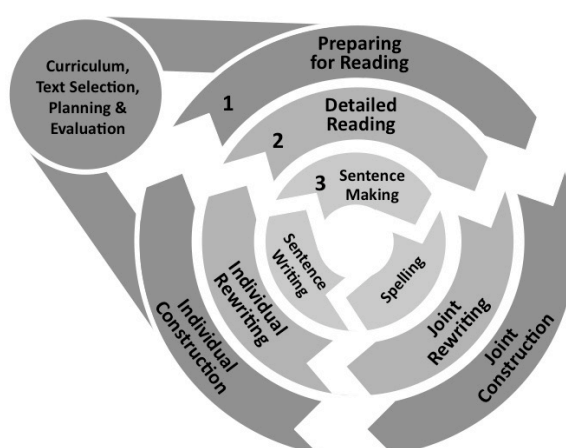 Curriculum,
Text Selection,
Planning &
Evaluation
Preparing
for Reading
1
Detailed
Reading
2
Sentence
Making
3
Spelling
Sentence
Writing
Joint
Rewriting
Individual
Rewriting
Joint
Construction
Individual
Construction